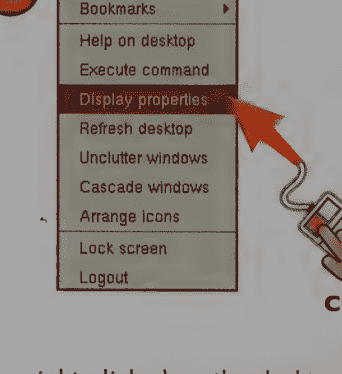 Bookmarks
Help on desktop
Execute command
Display properties
Refresh desktop
Unclutter windows
Cascade windows
Arrange icons
Lock screen
Logout